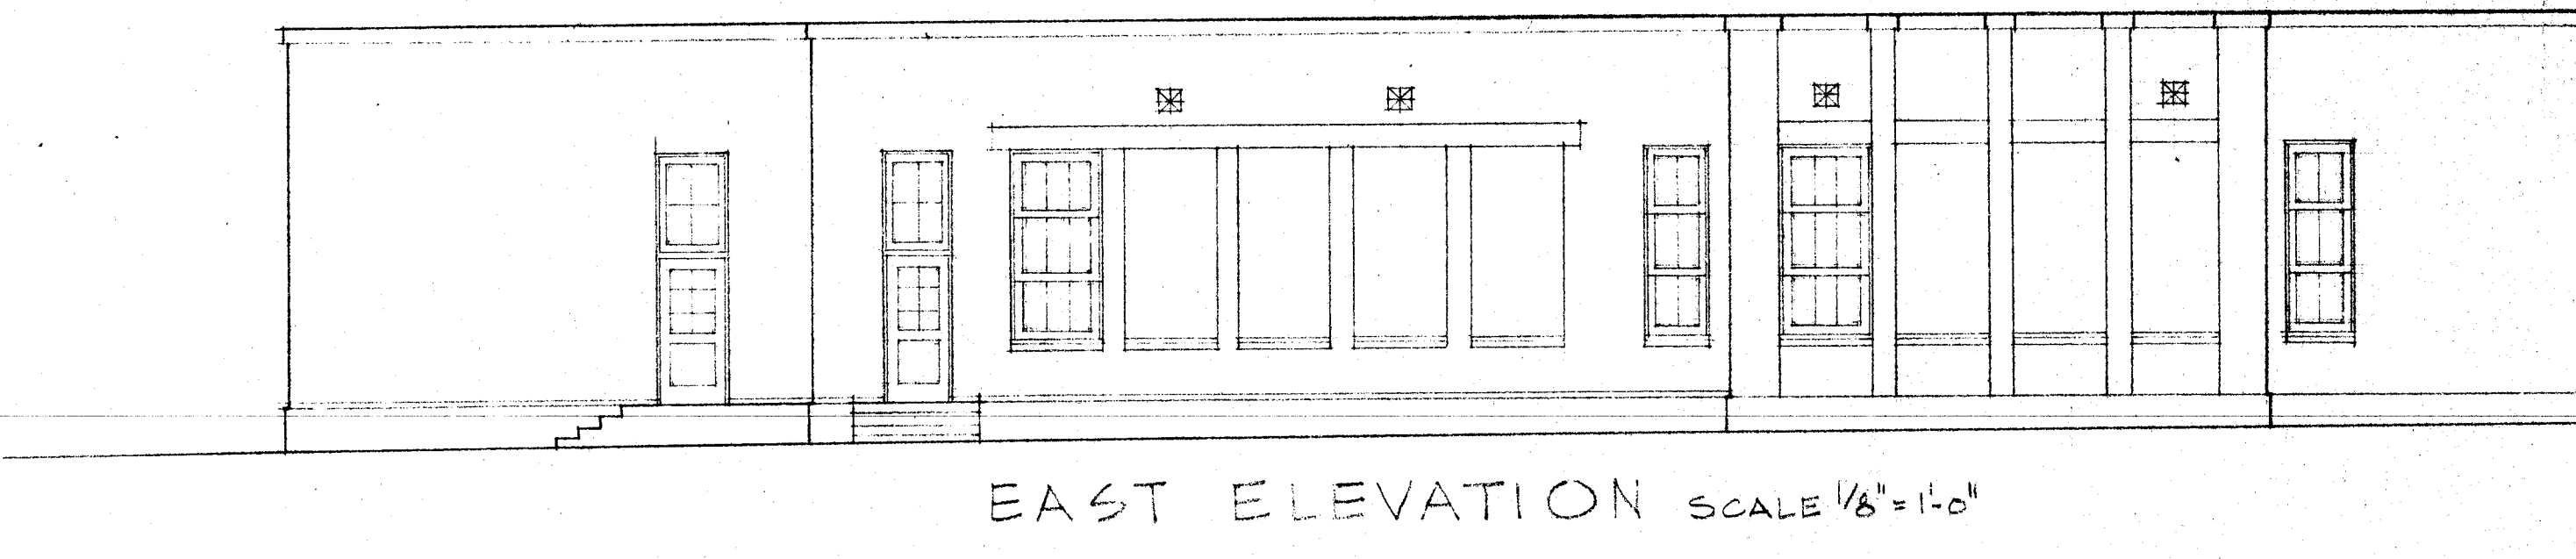 EAST ELEVATION SCALE 1/8" = 1'-0"